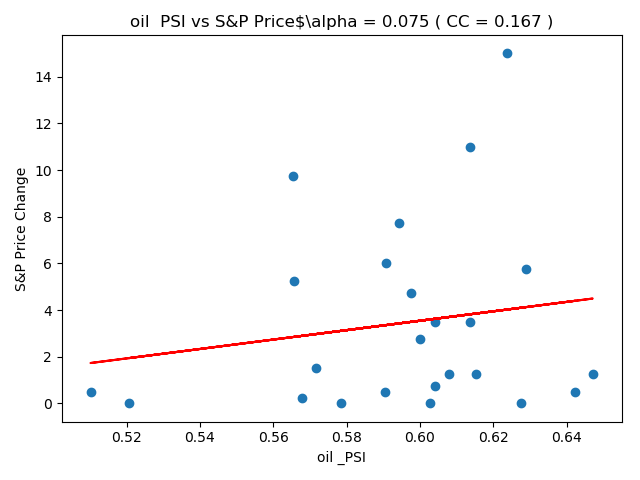 oil  PSI vs S&P Price$\alpha = 0.075 ( CC = 0.167 )
S&P Price Change
14
12
10
8
6
4
2
0
0.52 0.54 0.56 0.58 0.60 0.62 0.64
oil _PSI